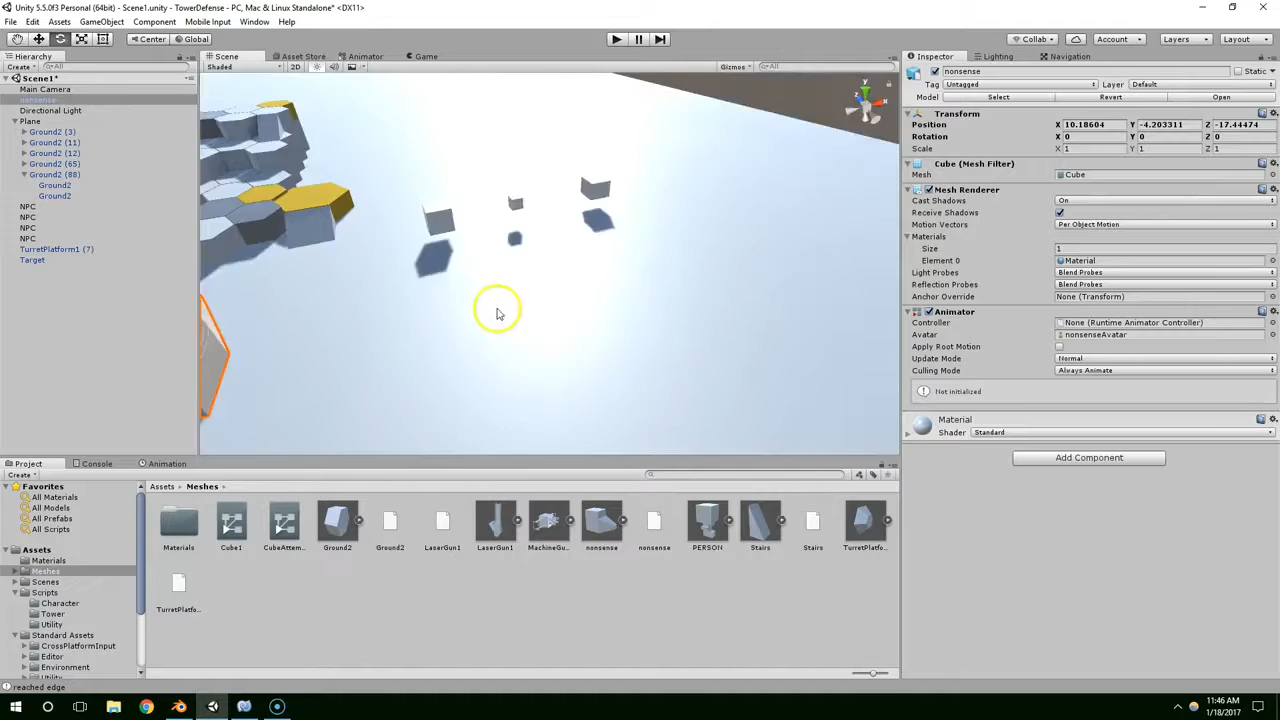 Unity 5.5.0f3 Personal (64bit) - Scene1.unity - TowerDefense - PC, Mac & Linux Standalone* <DX11>
File Edit Assets GameObject Component Mobile Input Window Help
Center Global Collab Account Layers Layout
Hierarchy Scene Asset Store Animator Game Inspector Lighting Navigation
Create All Shaded 2D Gizmos All nonsense Static
Scene1*
Main Camera Tag Untagged Layer Default
nonsense Model Select Revert Open
Directional Light Transform
Plane Position X 10.18604 Y -4.203311 Z -17.44474
Ground2 (3) Rotation X 0 Y 0 Z 0
Ground2 (11) Scale X 1 Y 1 Z 1
Ground2 (12) Cube (Mesh Filter)
Ground2 (65) Mesh Cube
Ground2 (88) Mesh Renderer
Ground2 Cast Shadows On
Ground2 Receive Shadows
NPC Motion Vectors Per Object Motion
NPC Materials
NPC Size 1
NPC Element 0 Material
TurretPlatform1 (7) Light Probes Blend Probes
Target Reflection Probes Blend Probes
Anchor Override None (Transform)
Animator
Controller None (Runtime Animator Controller)
Avatar nonsenseAvatar
Apply Root Motion
Update Mode Normal
Culling Mode Always Animate
Not initialized
Material
Shader Standard
Add Component
y x
Project Console Animation
Create
Favorites Assets Meshes
All Materials
All Models
All Prefabs
All Scripts
Materials Cube1 CubeAttem... Ground2 Ground2 LaserGun1 LaserGun1 MachineGu... nonsense nonsense PERSON Stairs Stairs TurretPlatfo...
TurretPlatfo...
Assets
Materials
Meshes
Scenes
Scripts
Character
Tower
Utility
Standard Assets
CrossPlatformInput
Editor
Environment
Utility
reached edge
11:46 AM
1/18/2017